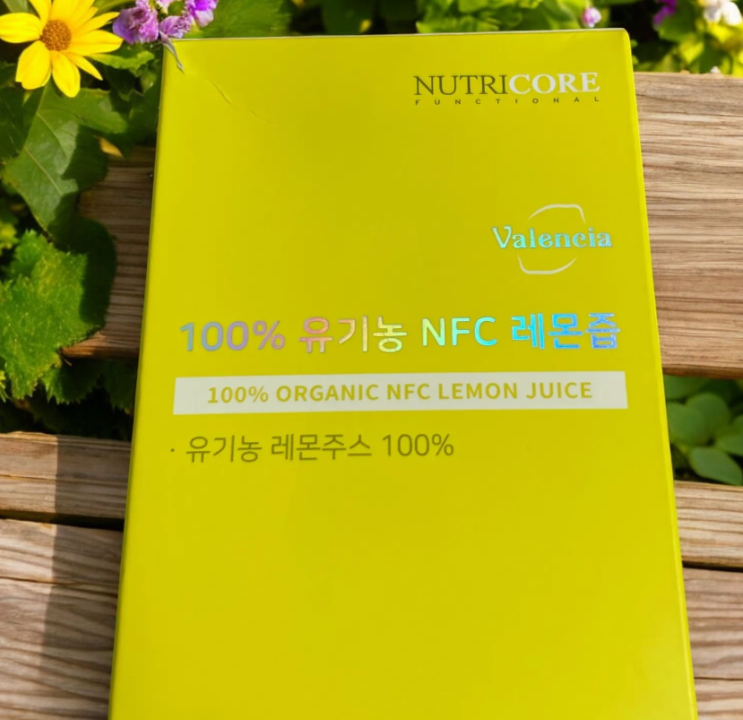 NUTRICORE
FUNCTIONAL
Valencia
100% 유기농 NFC 레몬즙
100% ORGANIC NFC LEMON JUICE
· 유기농 레몬주스 100%